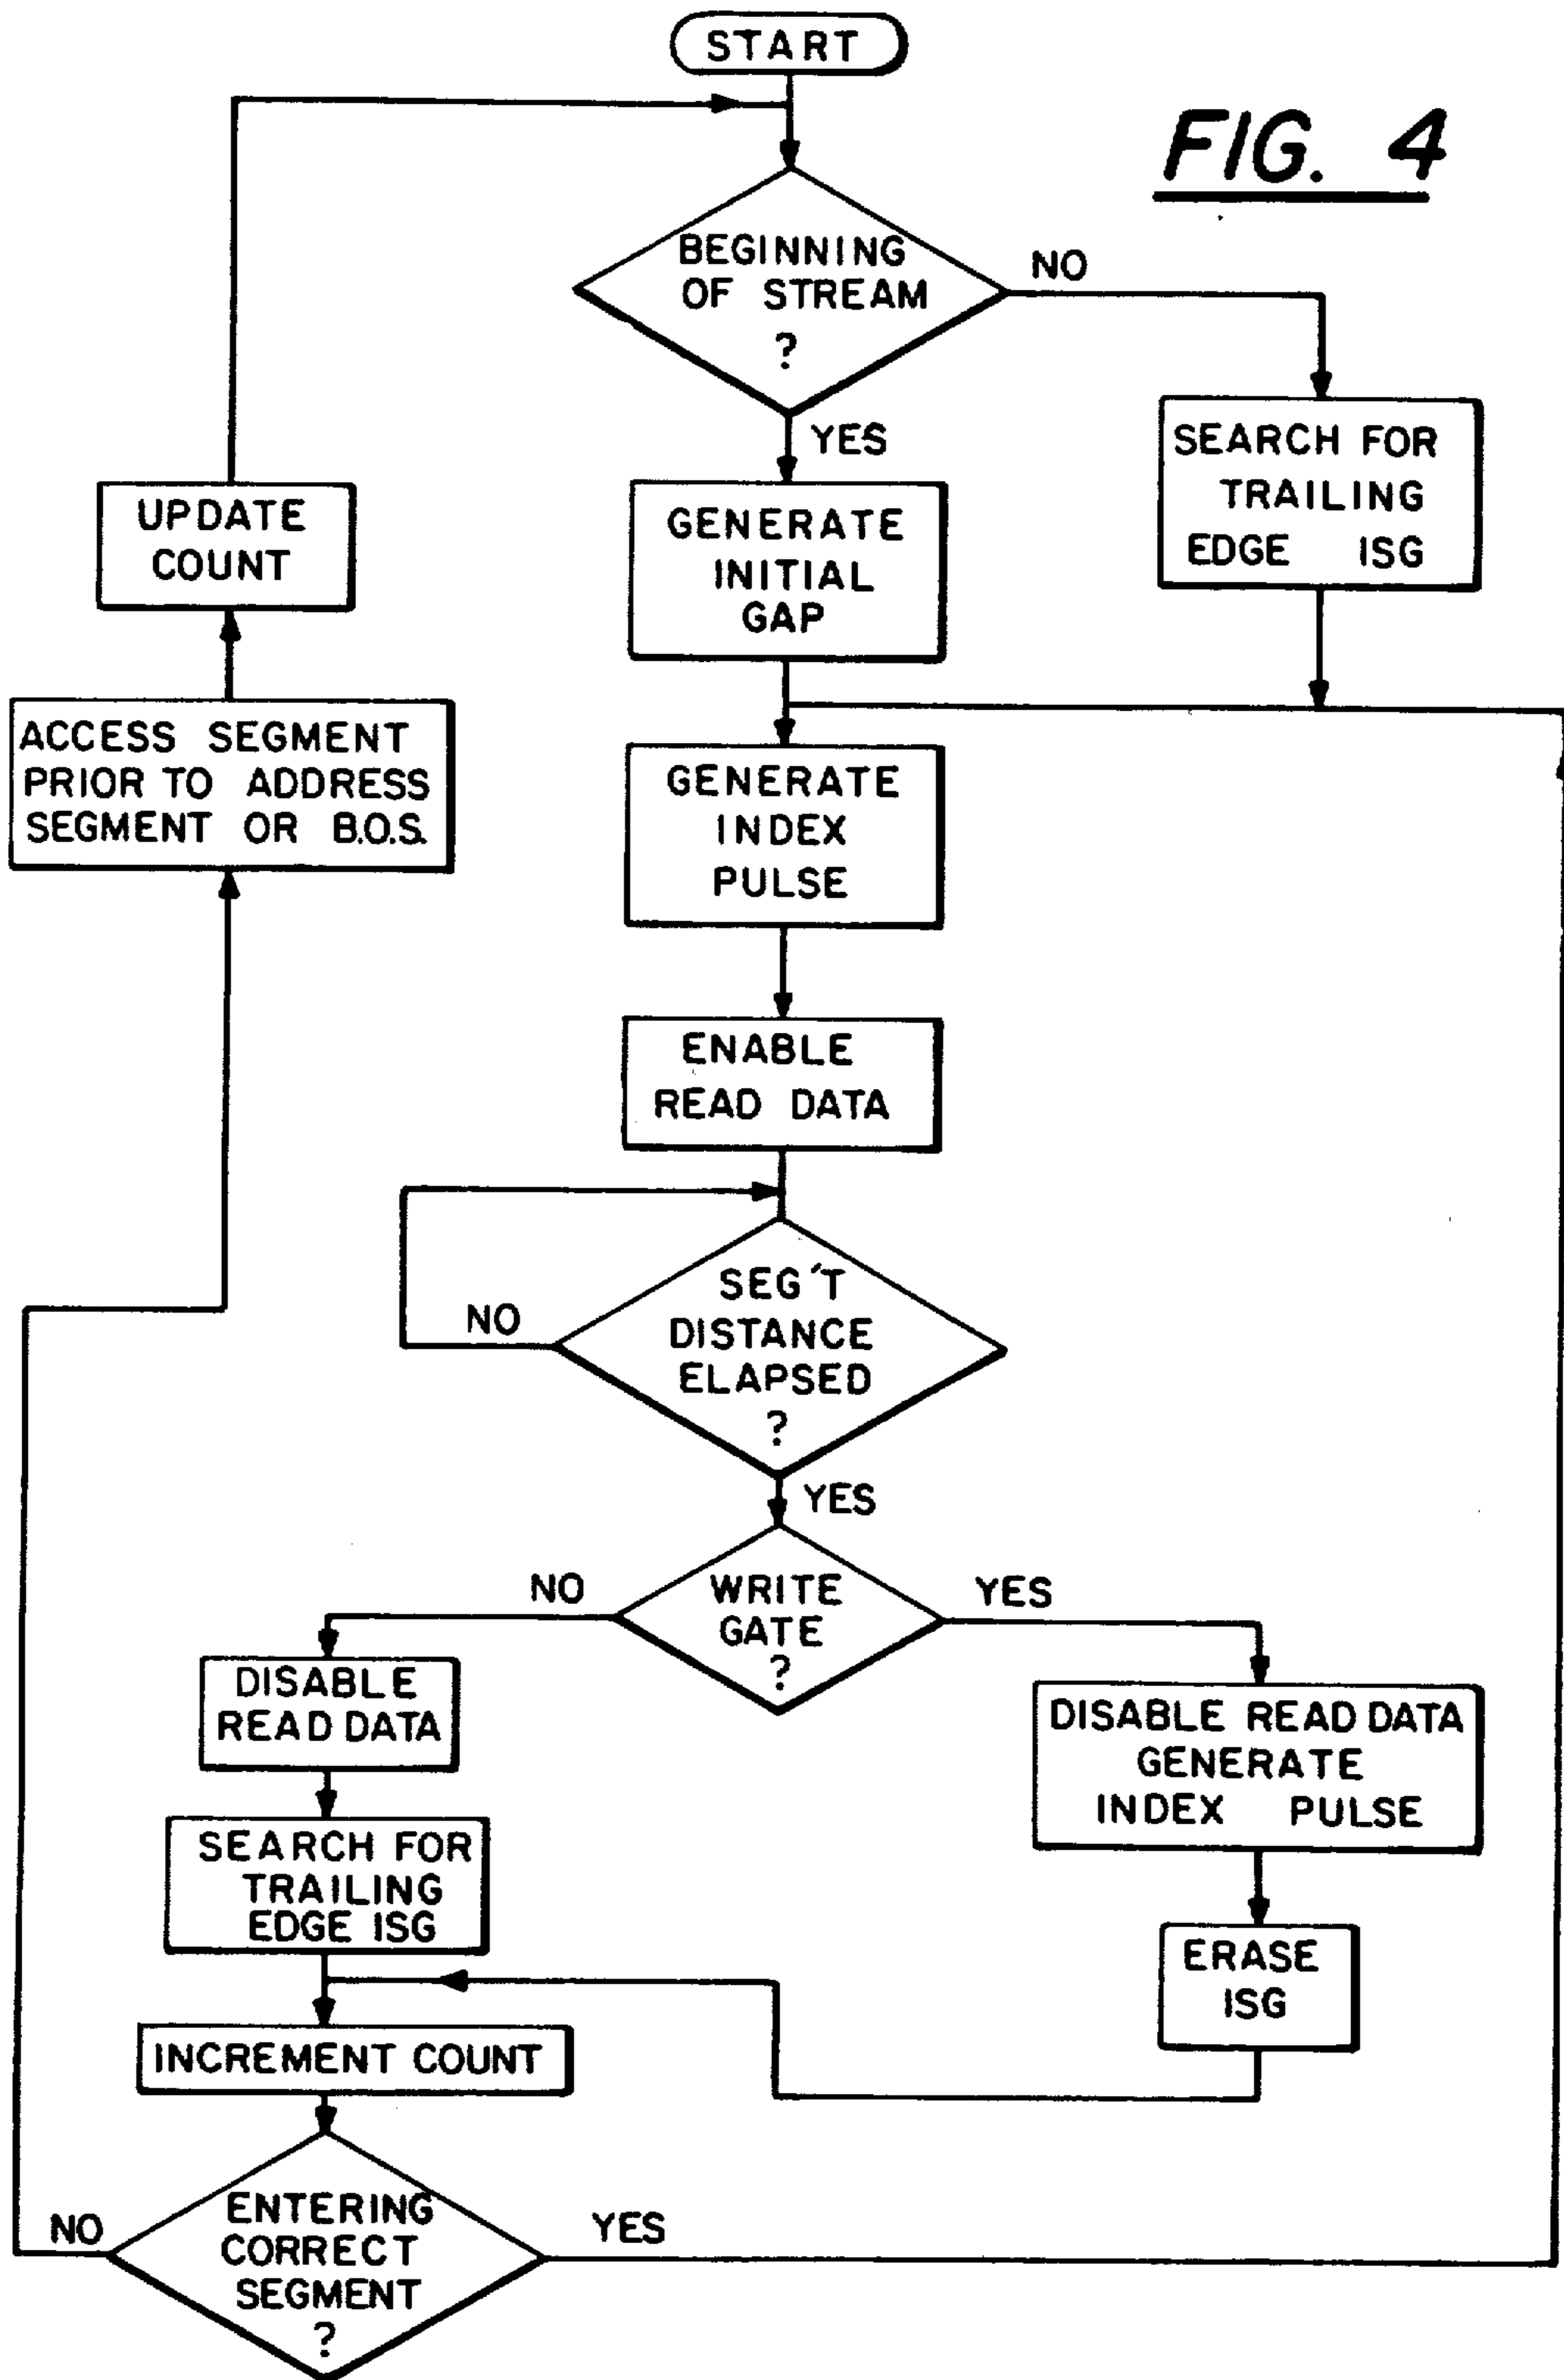 START
FIG. 4
BEGINNING
OF STREAM
?
NO
YES
SEARCH FOR
TRAILING
EDGE ISG
UPDATE
COUNT
GENERATE
INITIAL
GAP
ACCESS SEGMENT
PRIOR TO ADDRESS
SEGMENT OR B.O.S.
GENERATE
INDEX
PULSE
ENABLE
READ DATA
SEG'T
DISTANCE
ELAPSED
?
NO
YES
WRITE
GATE
?
NO
YES
DISABLE
READ DATA
DISABLE READ DATA
GENERATE
INDEX PULSE
SEARCH FOR
TRAILING
EDGE ISG
ERASE
ISG
INCREMENT COUNT
ENTERING
CORRECT
SEGMENT
?
NO
YES